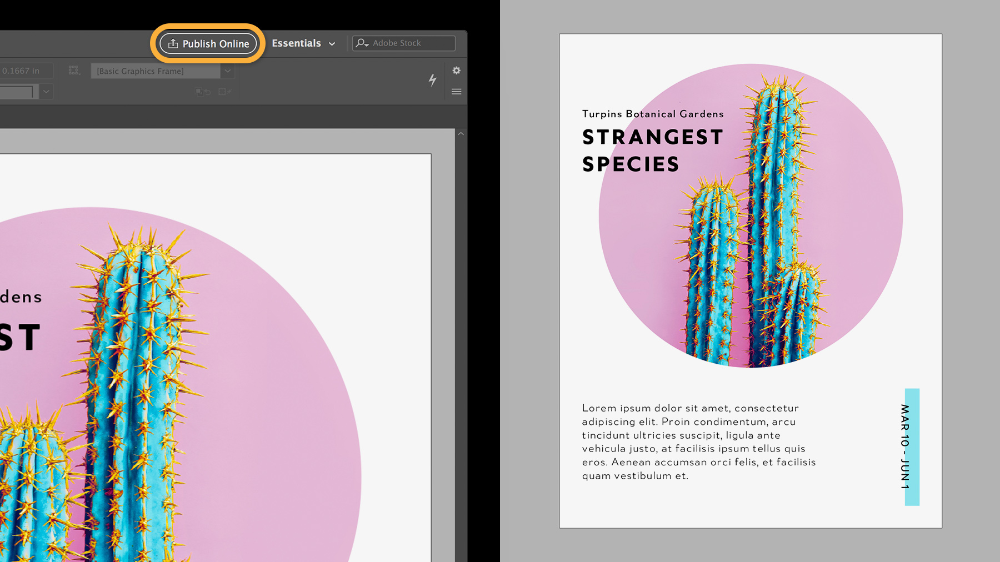 Publish Online
Essentials
Adobe Stock
0.1667 in
[Basic Graphics Frame]
dens
ST
Turpins Botanical Gardens
STRANGEST
SPECIES
Lorem ipsum dolor sit amet, consectetur
adipiscing elit. Proin condimentum, arcu
tincidunt ultricies suscipit, ligula ante
vehicula justo, at facilisis ipsum tellus quis
eros. Aenean accumsan orci felis, et facilisis
quam vestibulum et.
MAR 10 - JUN 1